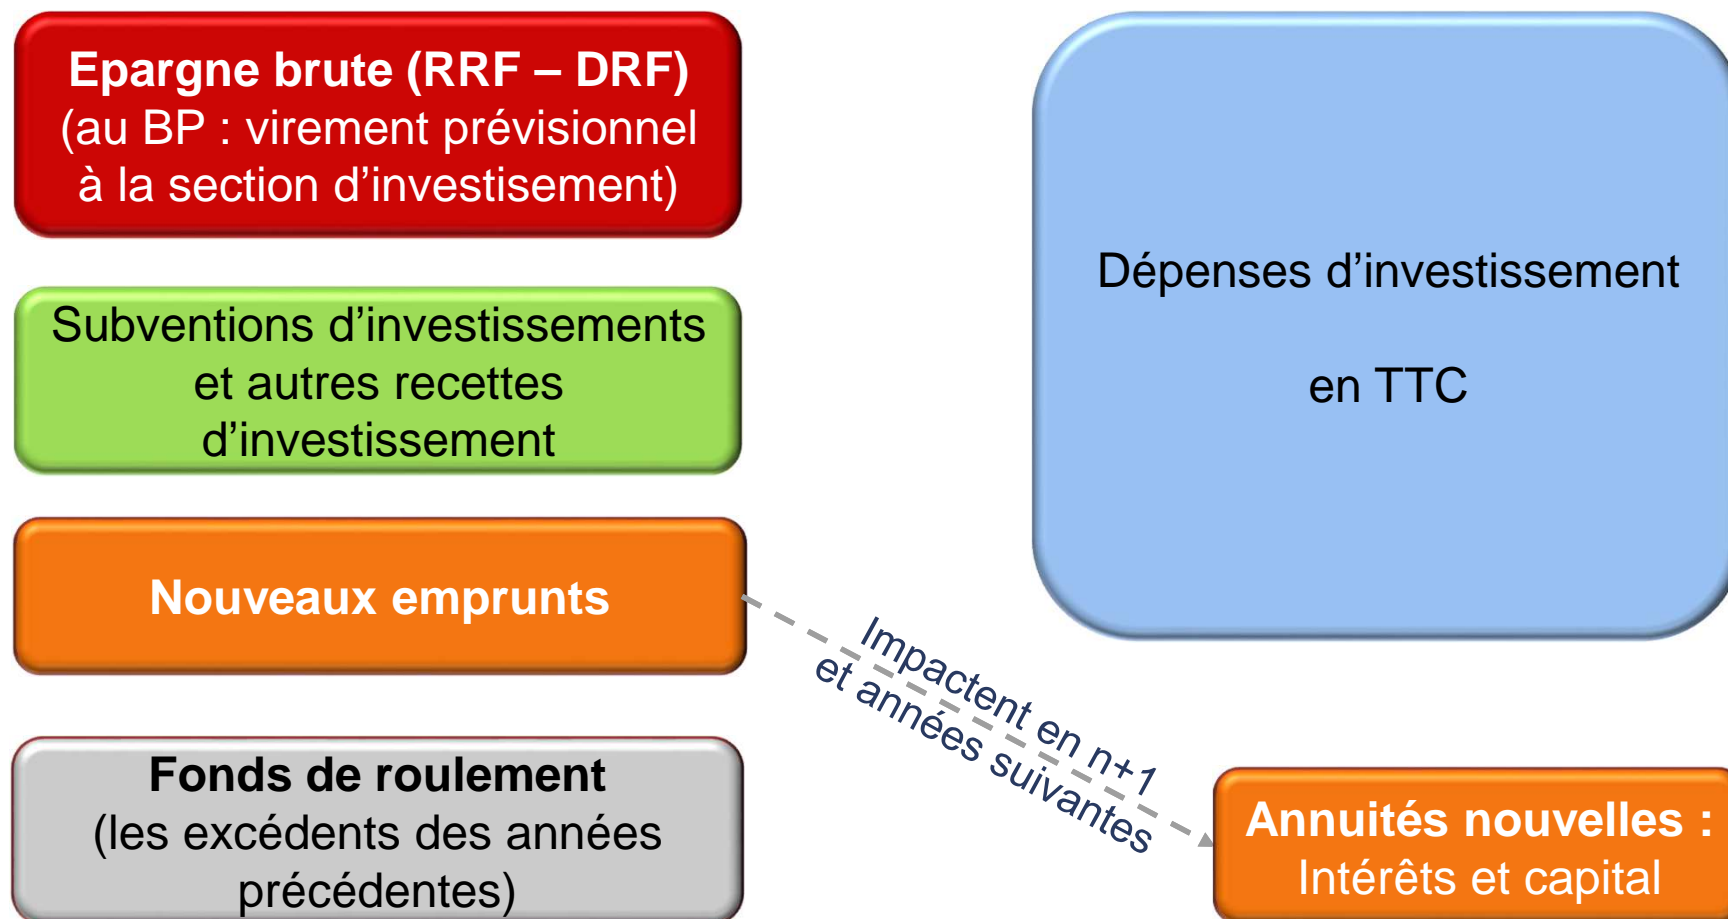 Epargne brute (RRF – DRF)
(au BP : virement prévisionnel
à la section d’investisement)
Subventions d’investissements
et autres recettes
d’investissement
Nouveaux emprunts
Fonds de roulement
(les excédents des années
précédentes)
Dépenses d’investissement
en TTC
Impactent en n+1
et années suivantes
Annuités nouvelles :
Intérêts et capital